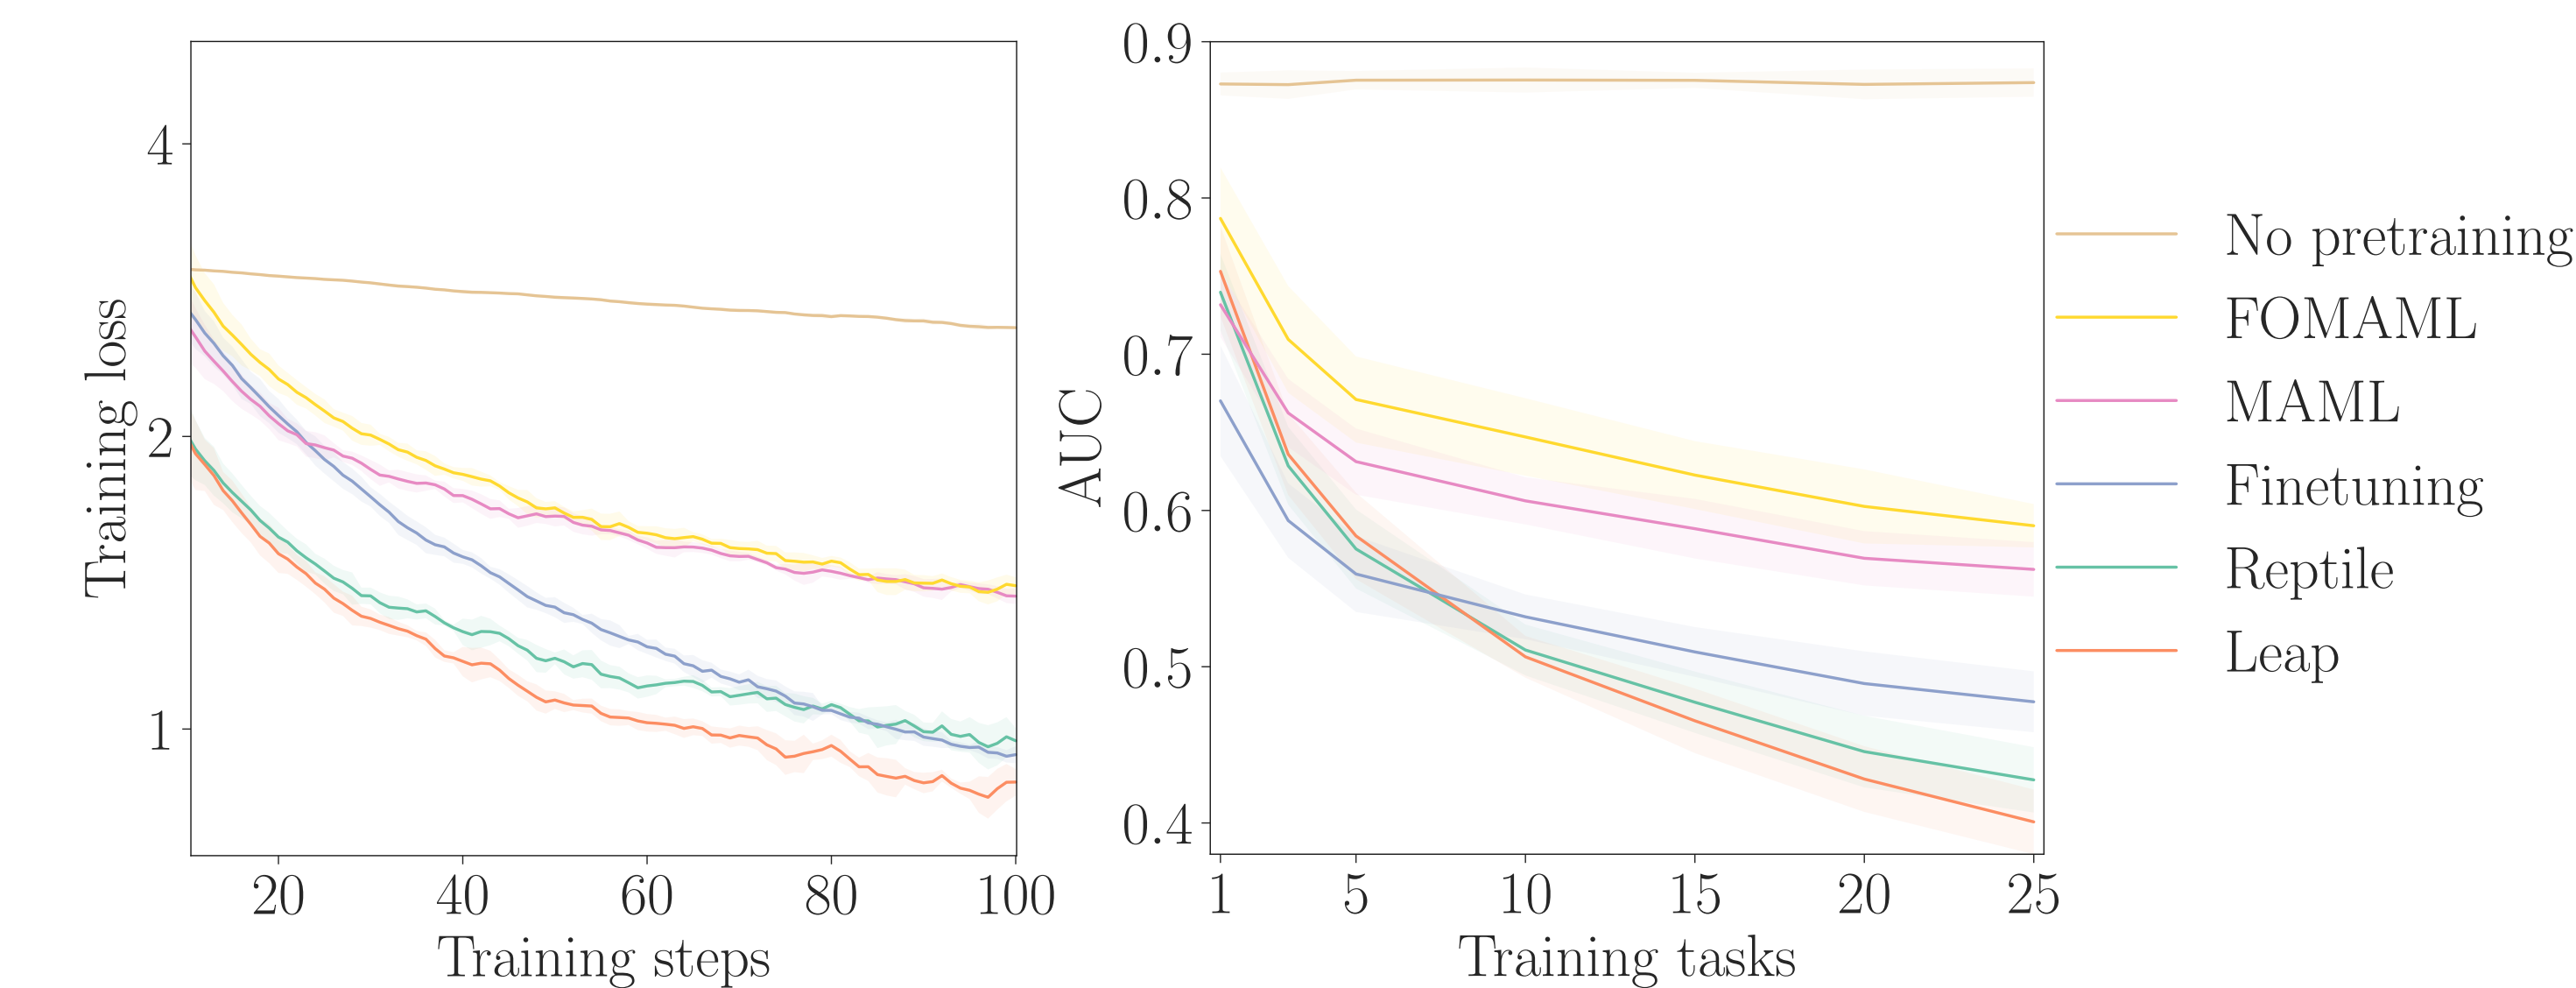 4
2
1
Training loss
20 40 60 80 100
Training steps
0.9
0.8
0.7
0.6
0.5
0.4
AUC
1 5 10 15 20 25
Training tasks
No pretraining
FOMAML
MAML
Finetuning
Reptile
Leap